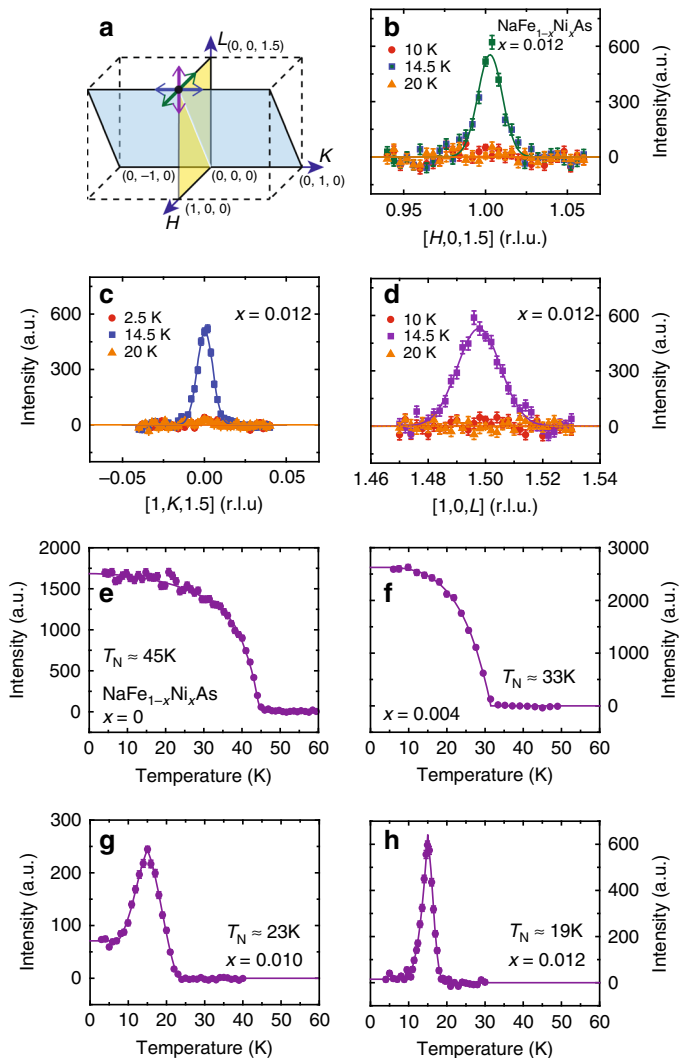 a
L
(0, 0, 1.5)
K
(0, –1, 0)
(0, 0, 0)
(0, 1, 0)
(1, 0, 0)
H
b
NaFe1–xNixAs
x = 0.012
10 K
14.5 K
20 K
600
300
0
Intensity(a.u.)
0.95
1.00
1.05
[H,0,1.5] (r.l.u.)
c
x = 0.012
2.5 K
14.5 K
20 K
600
300
0
Intensity (a.u.)
–0.05
0.00
0.05
[1,K,1.5] (r.l.u)
d
x = 0.012
10 K
14.5 K
20 K
600
300
0
Intensity (a.u.)
1.46
1.48
1.50
1.52
1.54
[1,0,L] (r.l.u.)
e
2000
1500
1000
500
0
Intensity (a.u.)
TN ≈ 45K
NaFe1–xNixAs
x = 0
0 10 20 30 40 50 60
Temperature (K)
f
3000
2000
1000
0
Intensity (a.u.)
TN ≈ 33K
x = 0.004
0 10 20 30 40 50 60
Temperature (K)
g
300
200
100
0
Intensity (a.u.)
TN ≈ 23K
x = 0.010
0 10 20 30 40 50 60
Temperature (K)
h
600
400
200
0
Intensity (a.u.)
TN ≈ 19K
x = 0.012
0 10 20 30 40 50 60
Temperature (K)